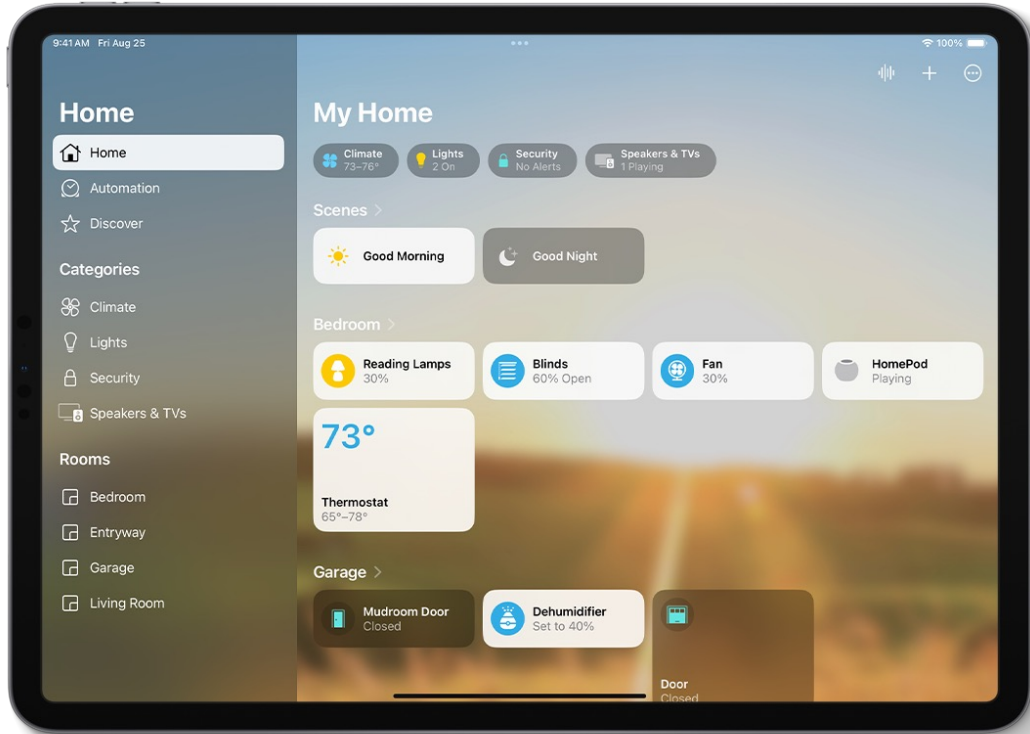 9:41 AM Fri Aug 25
100%
Home
Home
Automation
Discover
Categories
Climate
Lights
Security
Speakers & TVs
Rooms
Bedroom
Entryway
Garage
Living Room
My Home
Climate
73–76°
Lights
2 On
Security
No Alerts
Speakers & TVs
1 Playing
Scenes >
Good Morning
Good Night
Bedroom >
Reading Lamps
30%
Blinds
60% Open
Fan
30%
HomePod
Playing
73°
Thermostat
65°–78°
Garage >
Mudroom Door
Closed
Dehumidifier
Set to 40%
Door
Closed